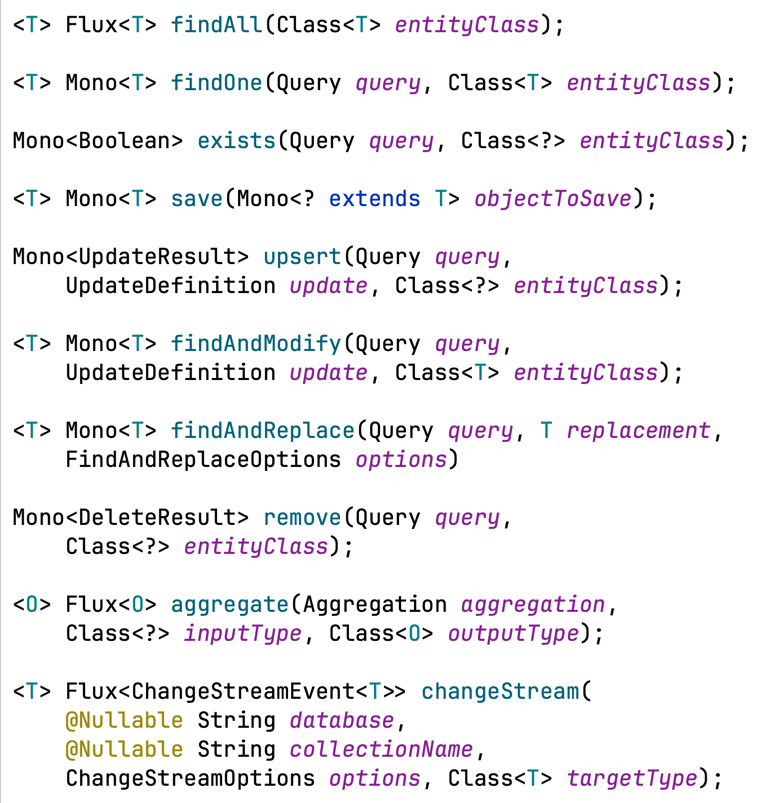 <T> Flux<T> findAll(Class<T> entityClass);
<T> Mono<T> findOne(Query query, Class<T> entityClass);
Mono<Boolean> exists(Query query, Class<?> entityClass);
<T> Mono<T> save(Mono<? extends T> objectToSave);
Mono<UpdateResult> upsert(Query query,
    UpdateDefinition update, Class<?> entityClass);
<T> Mono<T> findAndModify(Query query,
    UpdateDefinition update, Class<T> entityClass);
<T> Mono<T> findAndReplace(Query query, T replacement,
    FindAndReplaceOptions options)
Mono<DeleteResult> remove(Query query,
    Class<?> entityClass);
<O> Flux<O> aggregate(Aggregation aggregation,
    Class<?> inputType, Class<O> outputType);
<T> Flux<ChangeStreamEvent<T>> changeStream(
    @Nullable String database,
    @Nullable String collectionName,
    ChangeStreamOptions options, Class<T> targetType);